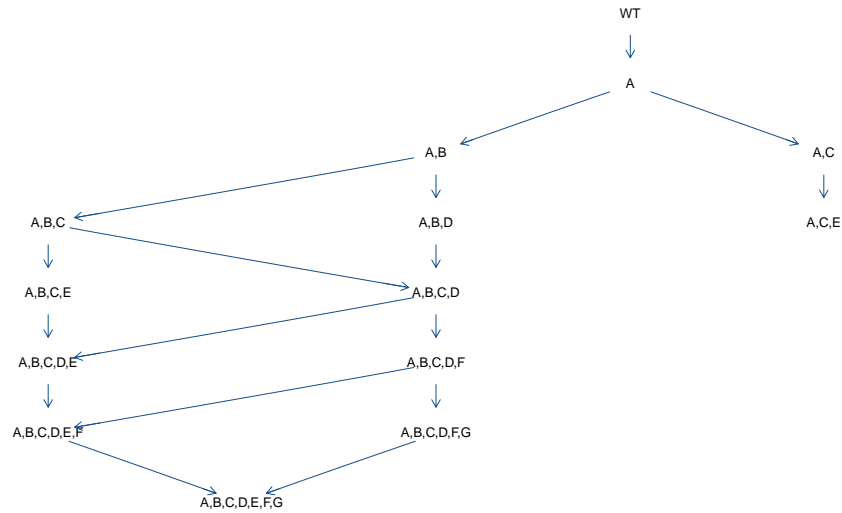 WT
A
A,B
A,C
A,B,C
A,B,D
A,C,E
A,B,C,E
A,B,C,D
A,B,C,D,E
A,B,C,D,F
A,B,C,D,E,F
A,B,C,D,F,G
A,B,C,D,E,F,G